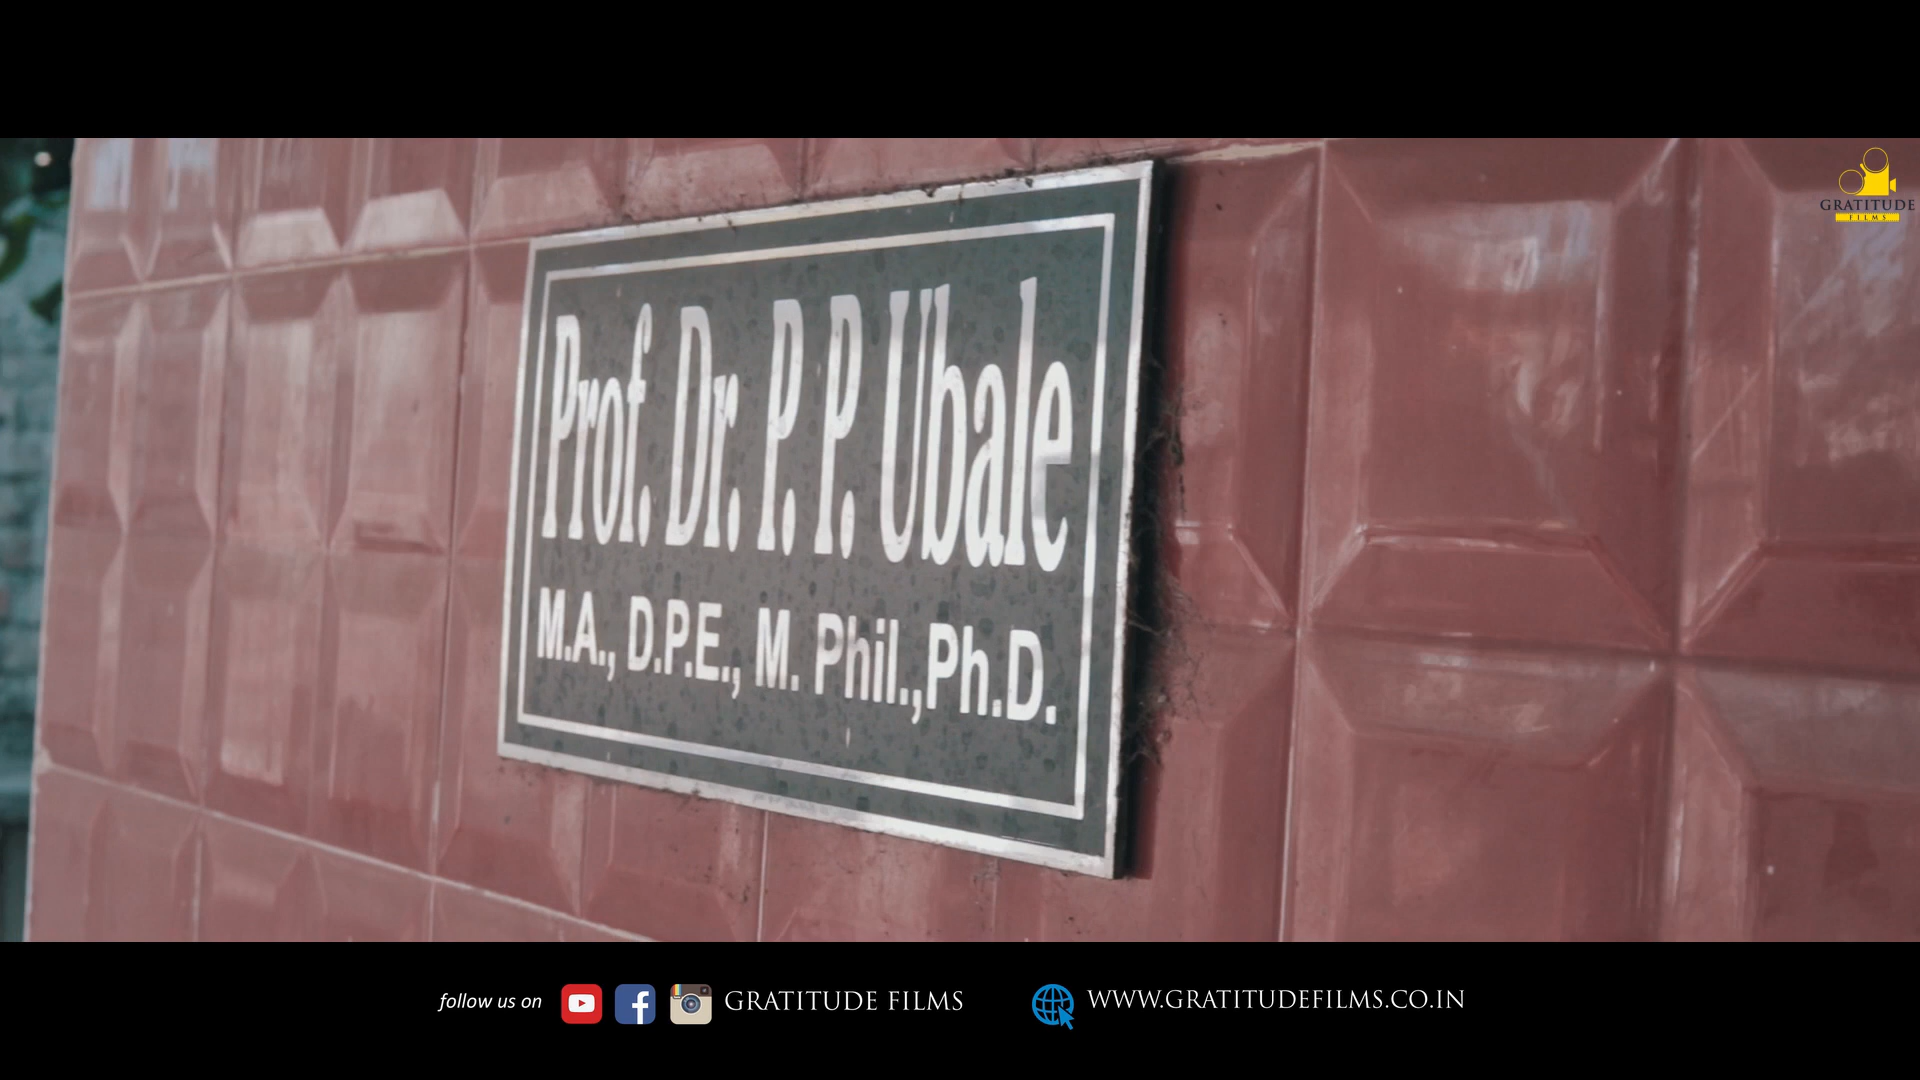 GRATITUDE
FILMS
Prof. Dr. P. P. Ubale
M.A., D.P.E., M. Phil.,Ph.D.
follow us on GRATITUDE FILMS WWW.GRATITUDEFILMS.CO.IN